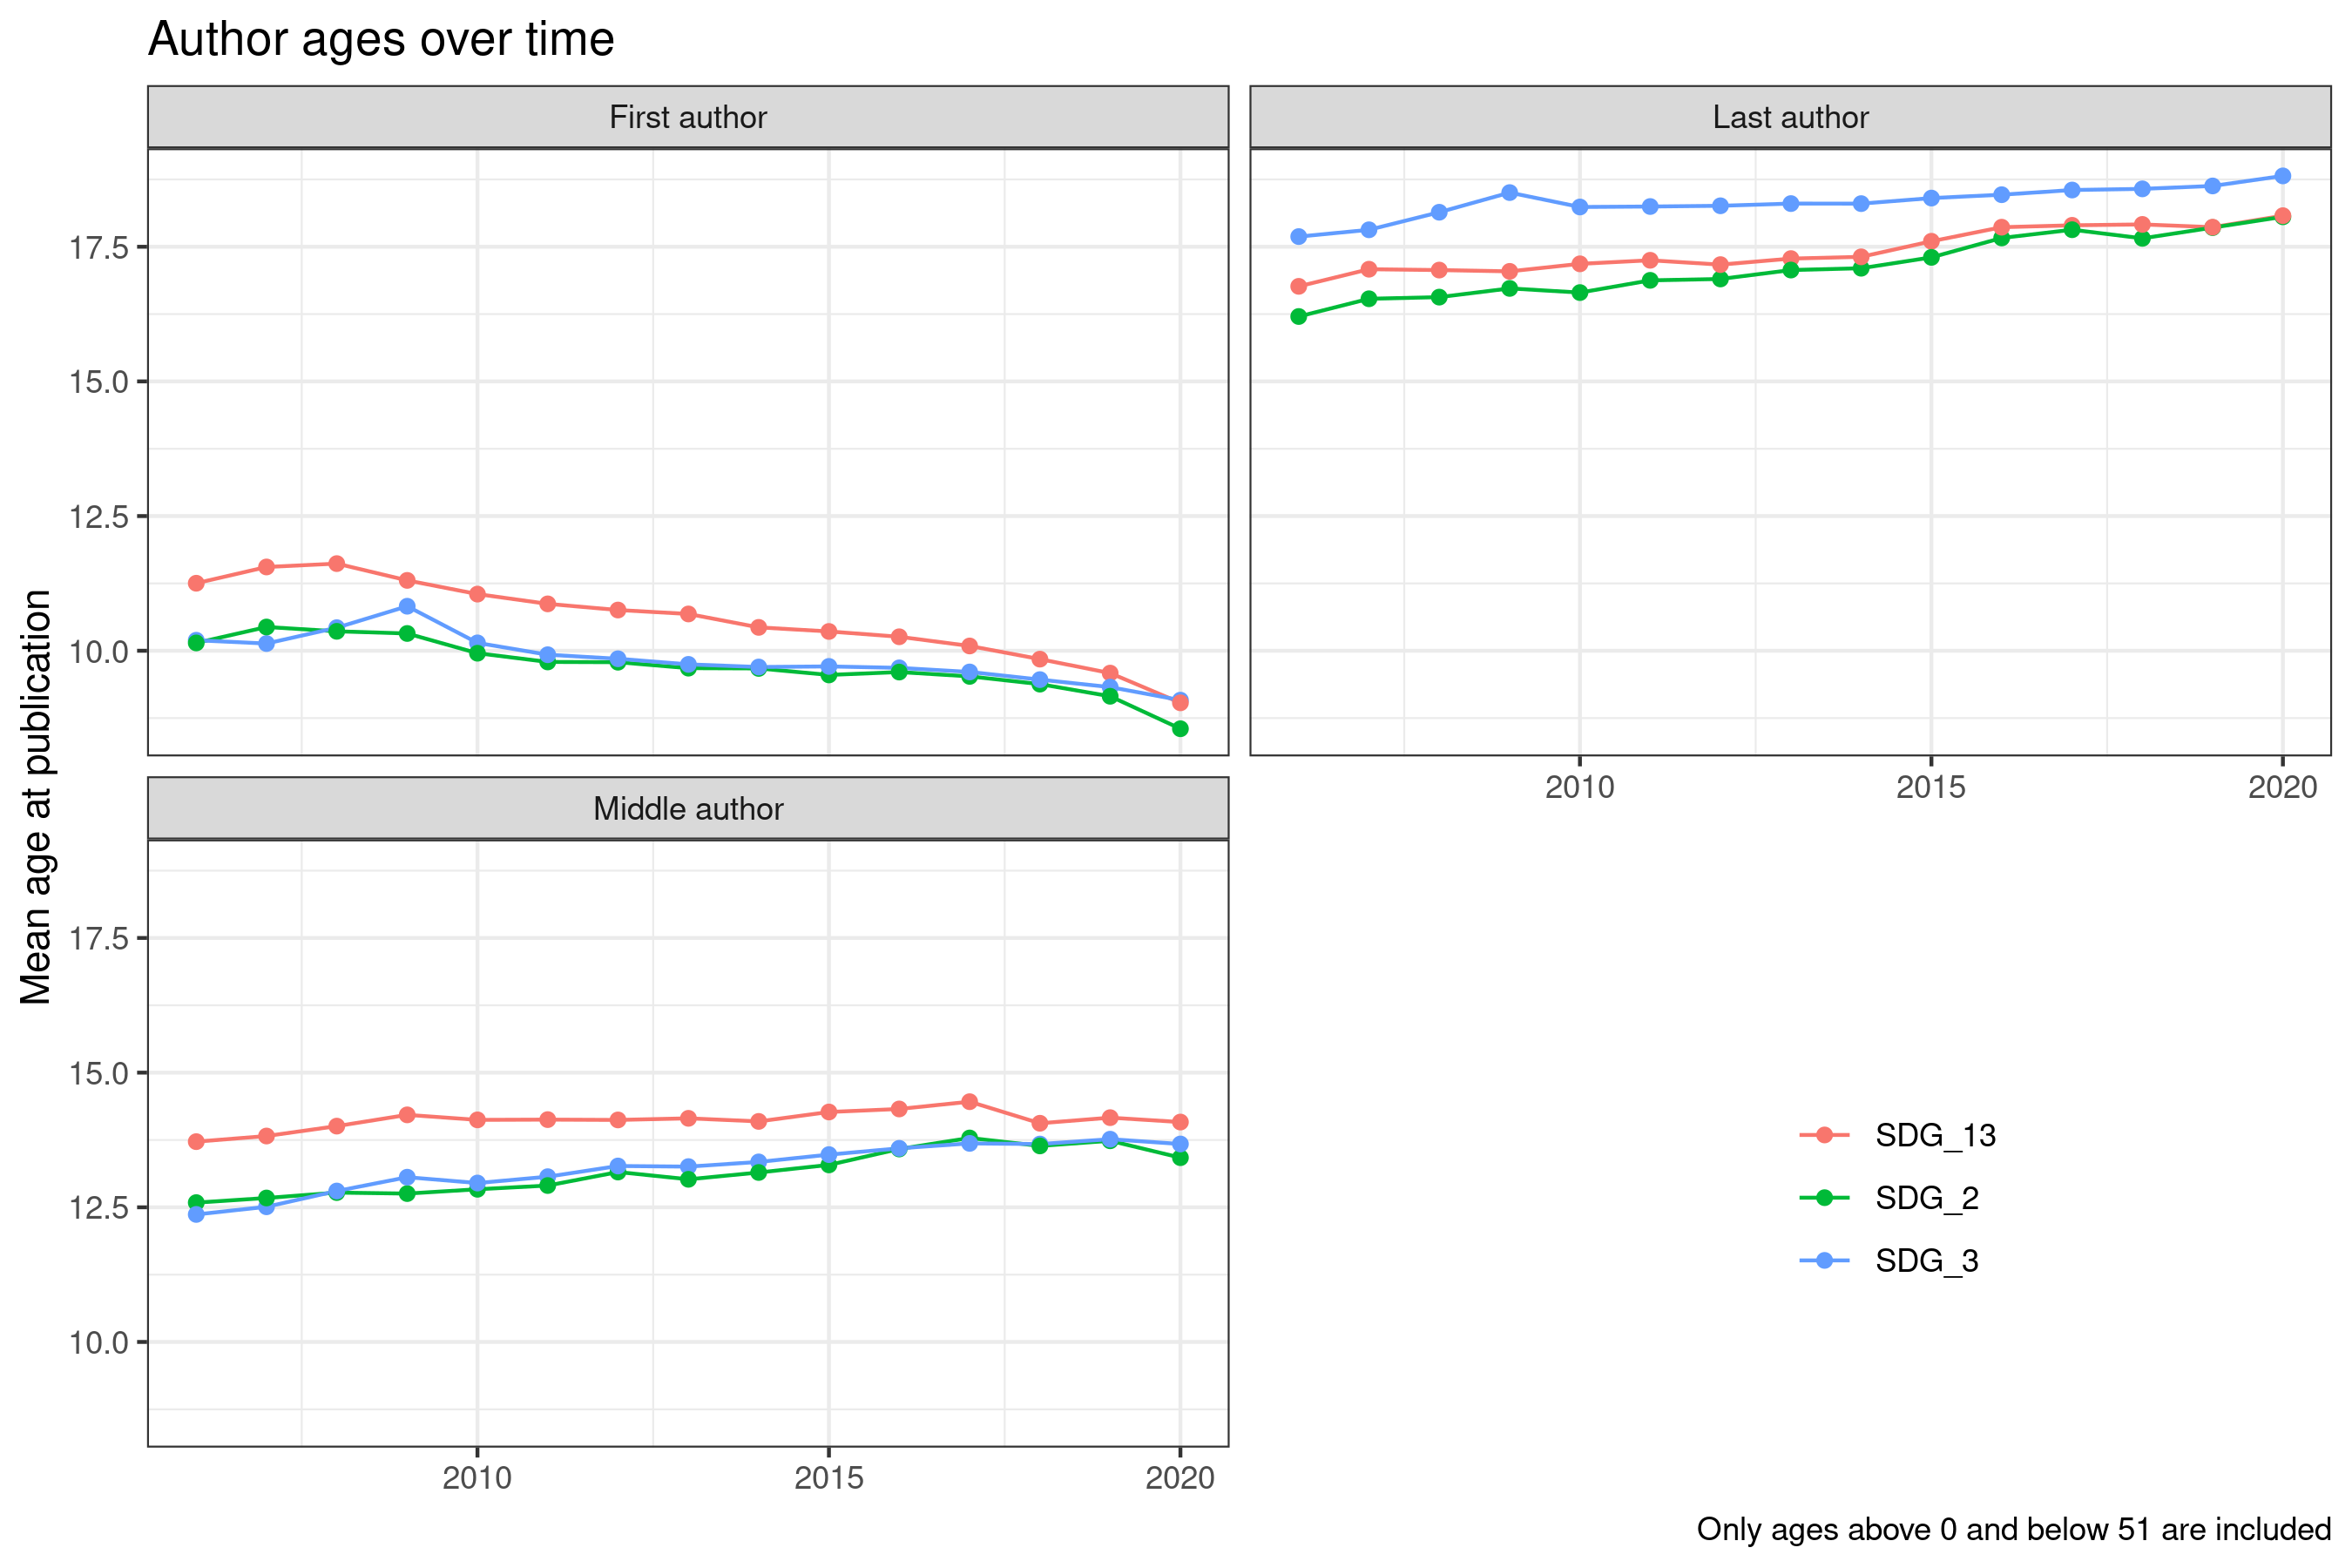 Author ages over time
First author
Last author
Mean age at publication
17.5
15.0
12.5
10.0
2010
2015
2020
Middle author
17.5
15.0
12.5
10.0
2010
2015
2020
SDG_13
SDG_2
SDG_3
Only ages above 0 and below 51 are included